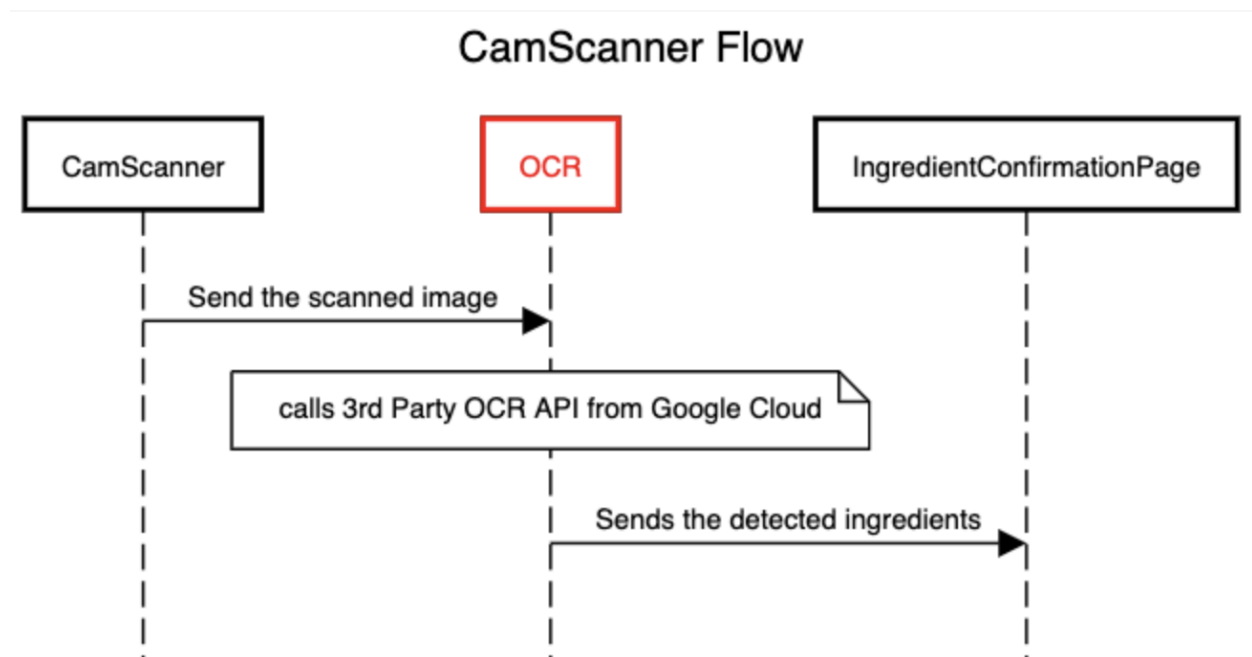 CamScanner Flow
CamScanner
OCR
IngredientConfirmationPage
Send the scanned image
calls 3rd Party OCR API from Google Cloud
Sends the detected ingredients